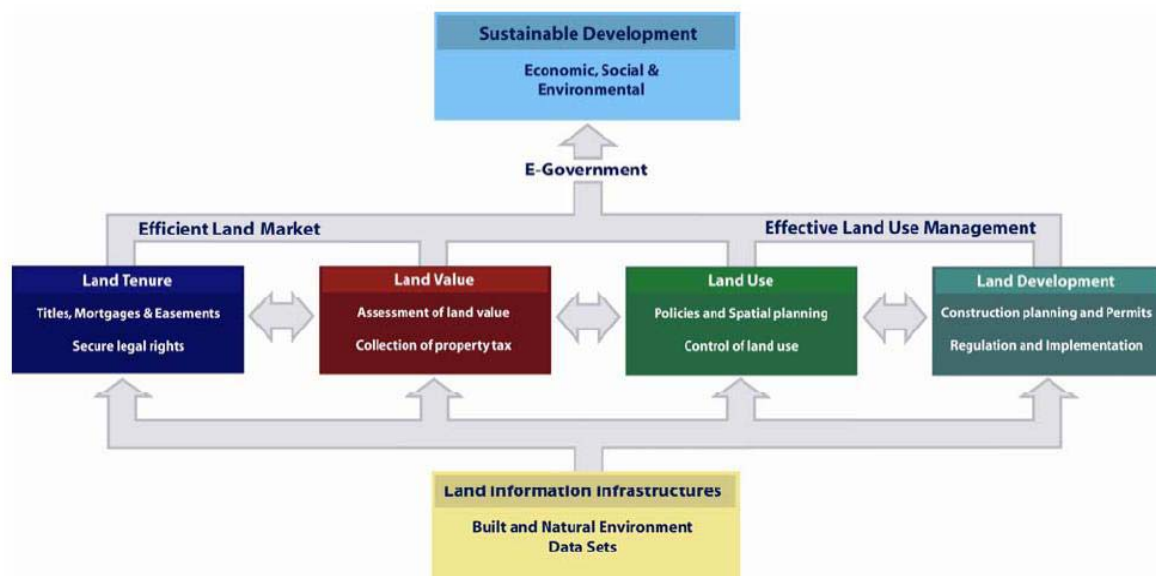 Sustainable Development
Economic, Social &
Environmental
E-Government
Efficient Land Market
Effective Land Use Management
Land Tenure
Titles, Mortgages & Easements
Secure legal rights
Land Value
Assessment of land value
Collection of property tax
Land Use
Policies and Spatial planning
Control of land use
Land Development
Construction planning and Permits
Regulation and Implementation
Land Information Infrastructures
Built and Natural Environment
Data Sets